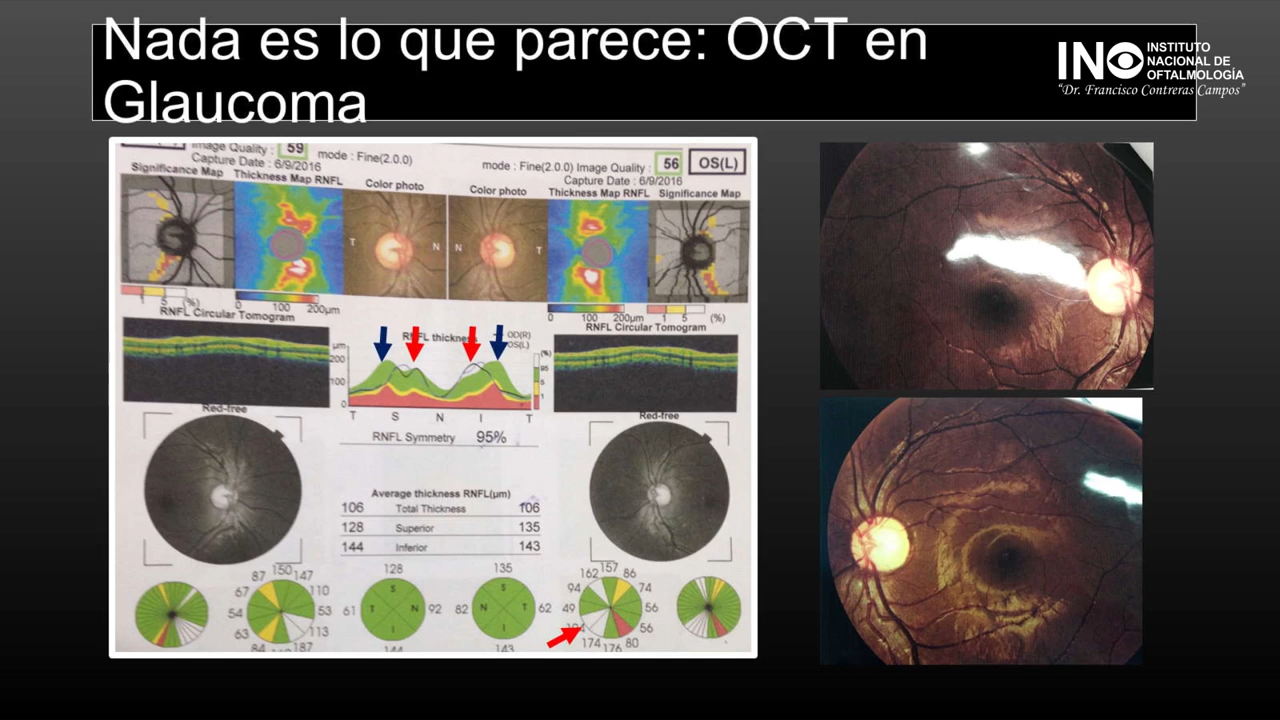 Nada es lo que parece: OCT en
Glaucoma
INO INSTITUTO
NACIONAL DE
OFTALMOLOGÍA
“Dr. Francisco Contreras Campos”
Image Quality : 59 mode : Fine(2.0.0)
Capture Date : 6/9/2016
mode : Fine(2.0.0) Image Quality : 56 OS(L)
Capture Date : 6/9/2016
Significance Map Thickness Map RNFL Color photo Color photo Thickness Map RNFL Significance Map
T N N T
1 5 (%) 0 100 200μm 0 100 200μm 1 5 (%)
RNFL Circular Tomogram RNFL Circular Tomogram
RNFL thickness OD(R)
OS(L)
μm (%)
200 95
100 5
0 1
T S N I T
Red-free Red-free
RNFL Symmetry 95%
Average thickness RNFL(μm)
106 Total Thickness 106
128 Superior 135
144 Inferior 143
87 150 147 128 135 162 157 86
67 110 S S 94 74
54 53 61 T N 92 82 N T 62 49 56
63 113 I I 56
84 187 144 143 174 176 80